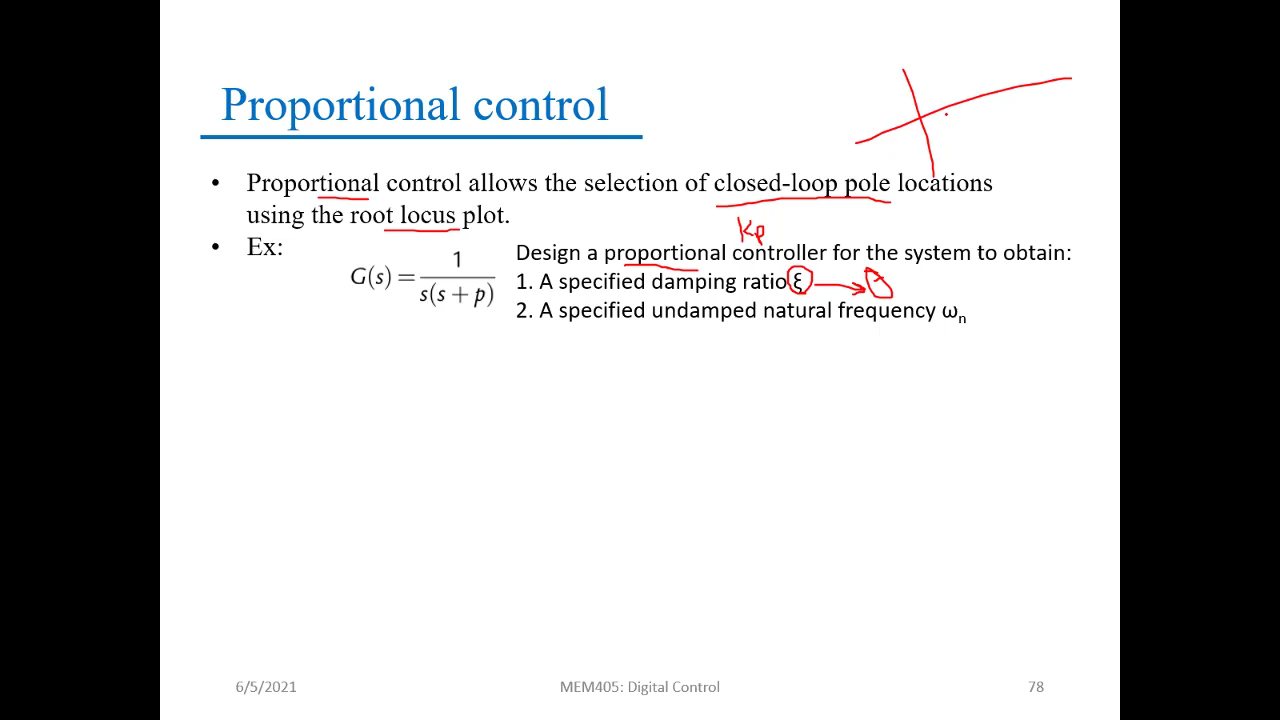 Proportional control
• Proportional control allows the selection of closed-loop pole locations
using the root locus plot.
Kp
• Ex:
G(s) = 1 / s(s + p)
Design a proportional controller for the system to obtain:
1. A specified damping ratio ξ
2. A specified undamped natural frequency ωn
6/5/2021
MEM405: Digital Control
78